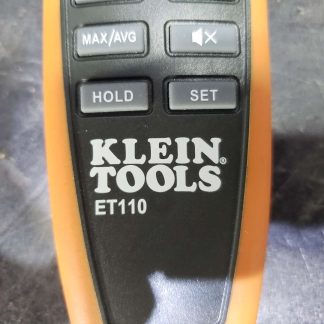 MAX/AVG
HOLD SET
KLEIN®
TOOLS
ET110